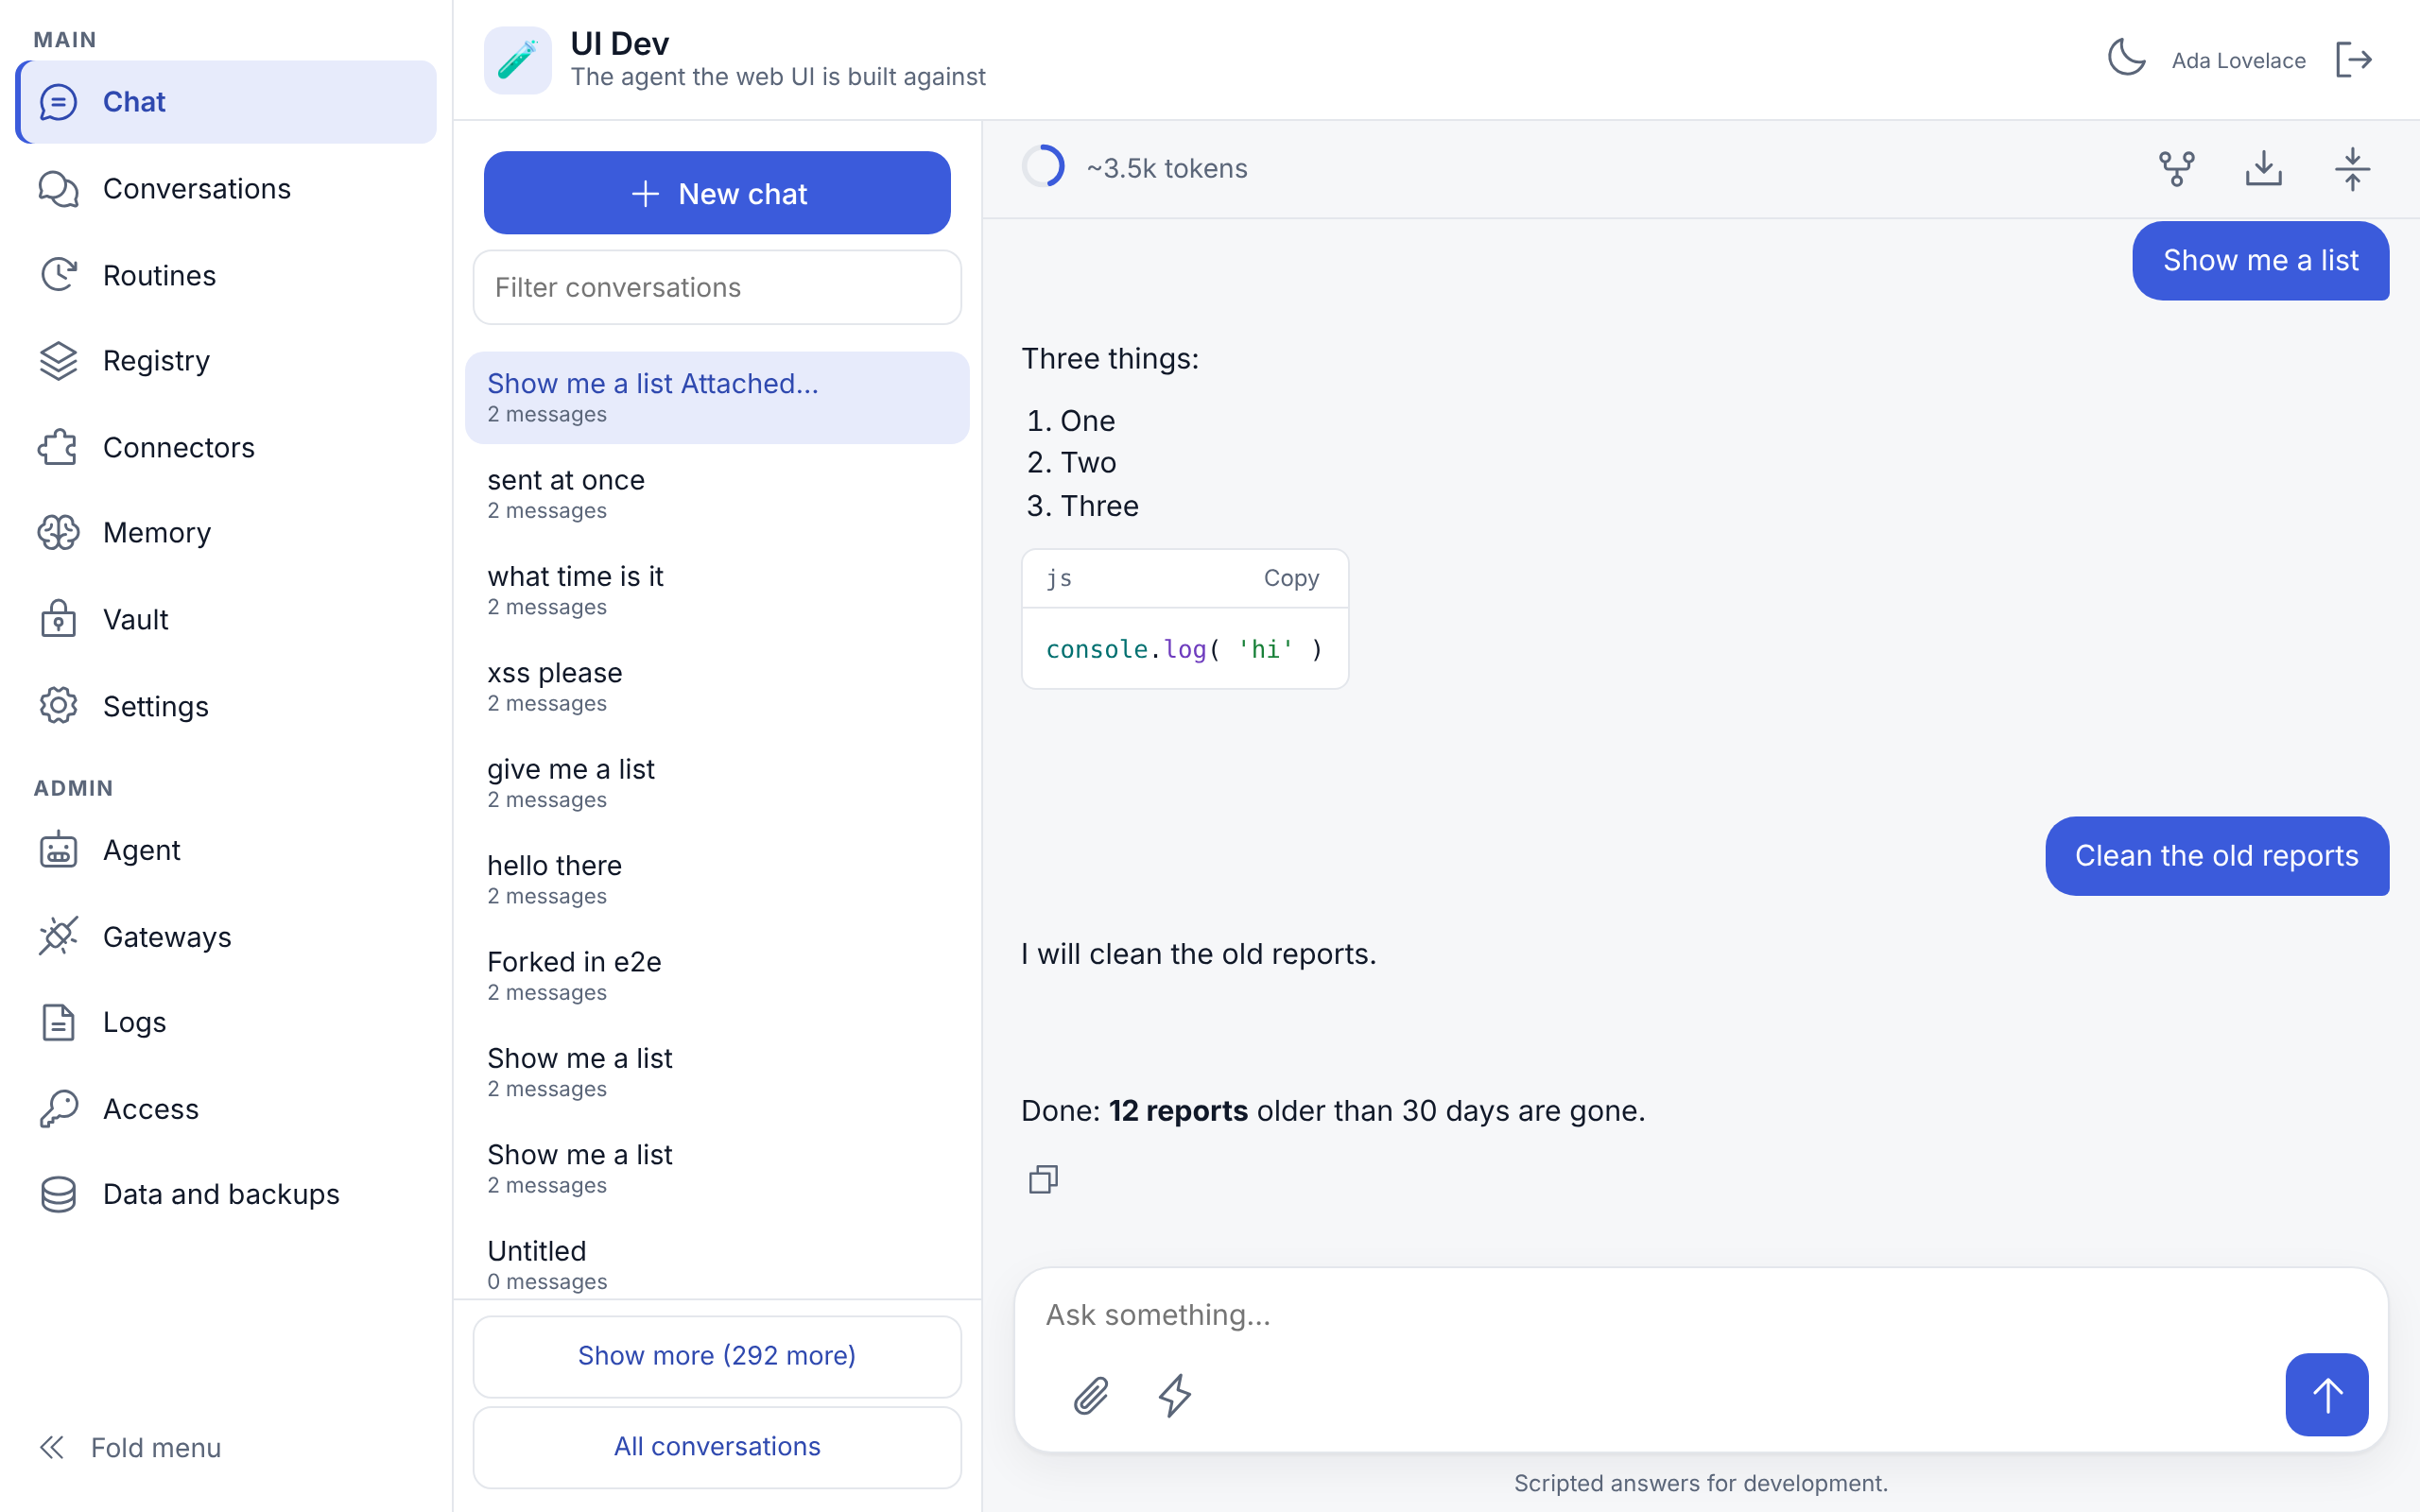 MAIN
Chat
Conversations
Routines
Registry
Connectors
Memory
Vault
Settings
ADMIN
Agent
Gateways
Logs
Access
Data and backups
Fold menu
UI Dev
The agent the web UI is built against
Ada Lovelace
New chat
Filter conversations
Show me a list Attached...
2 messages
sent at once
2 messages
what time is it
2 messages
xss please
2 messages
give me a list
2 messages
hello there
2 messages
Forked in e2e
2 messages
Show me a list
2 messages
Show me a list
2 messages
Untitled
0 messages
Show more (292 more)
All conversations
~3.5k tokens
Show me a list
Three things:
1. One
2. Two
3. Three
js Copy
console.log( 'hi' )
Clean the old reports
I will clean the old reports.
Done: 12 reports older than 30 days are gone.
Ask something...
Scripted answers for development.